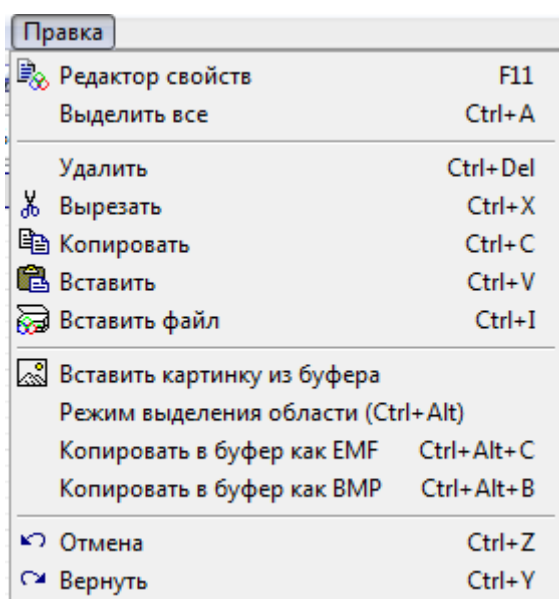 Правка
Редактор свойств F11
Выделить все Ctrl+A
Удалить Ctrl+Del
Вырезать Ctrl+X
Копировать Ctrl+C
Вставить Ctrl+V
Вставить файл Ctrl+I
Вставить картинку из буфера
Режим выделения области (Ctrl+Alt)
Копировать в буфер как EMF Ctrl+Alt+C
Копировать в буфер как BMP Ctrl+Alt+B
Отмена Ctrl+Z
Вернуть Ctrl+Y